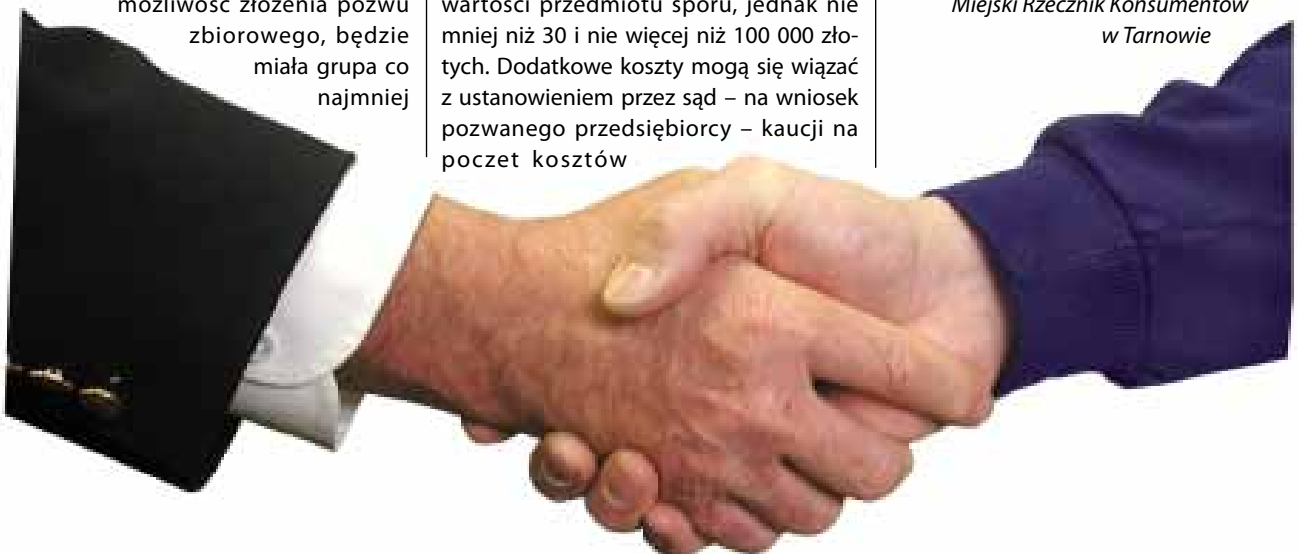 możliwość złożenia pozwu
zbiorowego, będzie
miała grupa co
najmniej
wartości przedmiotu sporu, jednak nie
mniej niż 30 i nie więcej niż 100 000 zło-
tych. Dodatkowe koszty mogą się wiązać
z ustanowieniem przez sąd – na wniosek
pozwanego przedsiębiorcy – kaucji na
poczet kosztów
Miejski Rzecznik Konsumentów
w Tarnowie